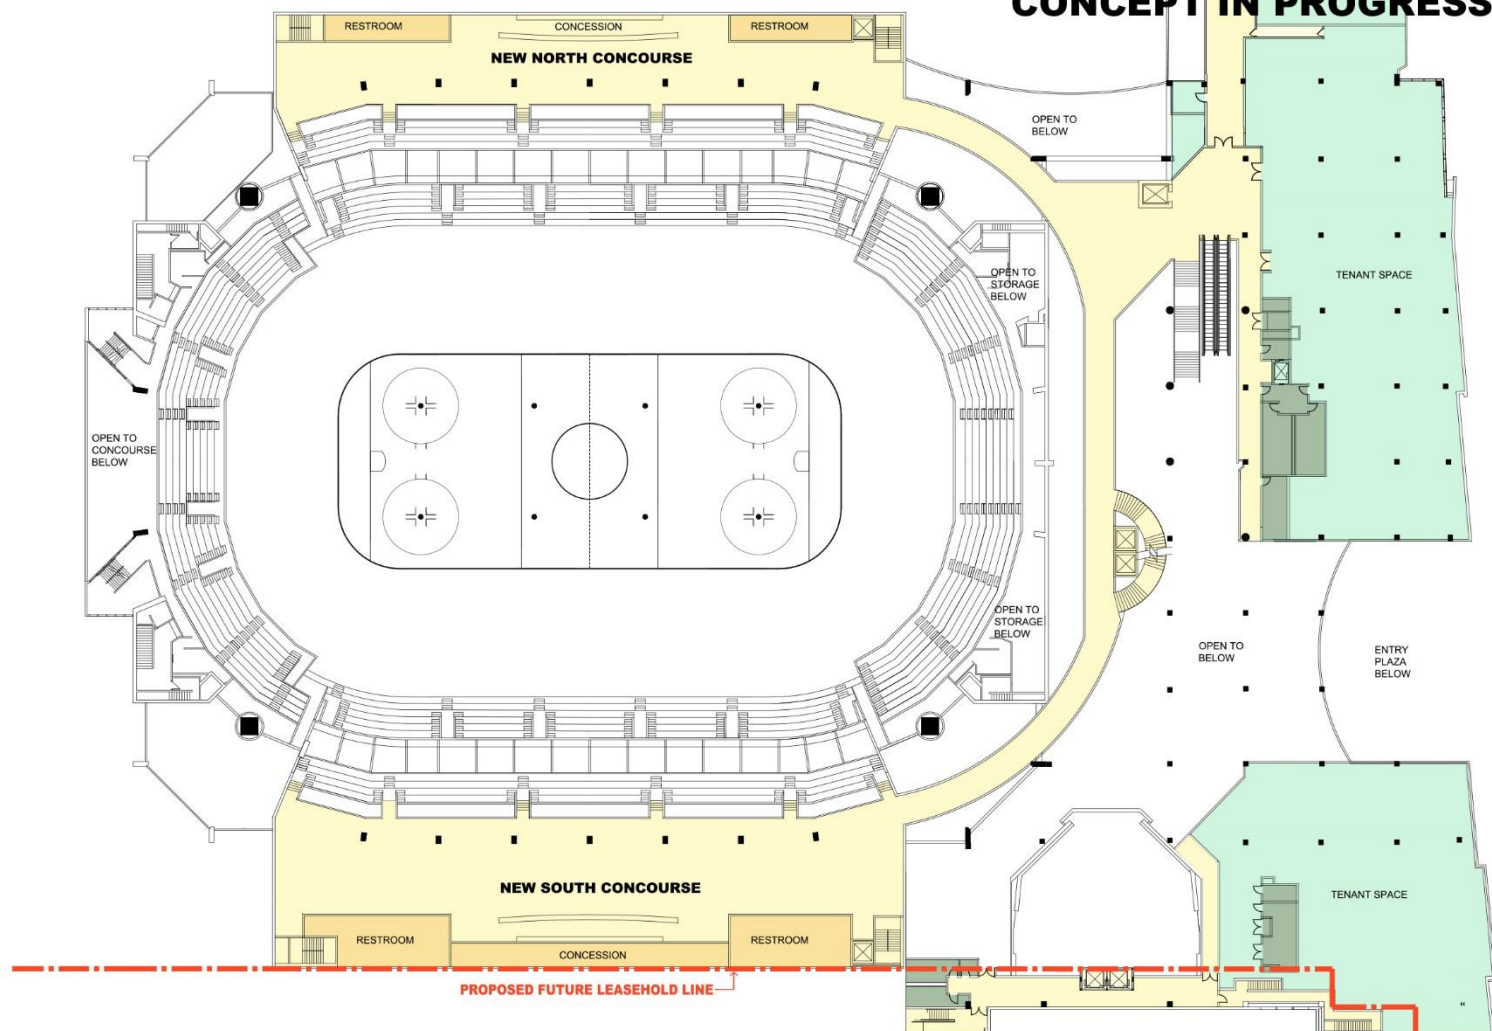 CONCEPT IN PROGRESS
RESTROOM
CONCESSION
RESTROOM
NEW NORTH CONCOURSE
OPEN TO
BELOW
OPEN TO
STORAGE
BELOW
TENANT SPACE
OPEN TO
CONCOURSE
BELOW
OPEN TO
STORAGE
BELOW
OPEN TO
BELOW
ENTRY
PLAZA
BELOW
NEW SOUTH CONCOURSE
TENANT SPACE
RESTROOM
CONCESSION
RESTROOM
PROPOSED FUTURE LEASEHOLD LINE